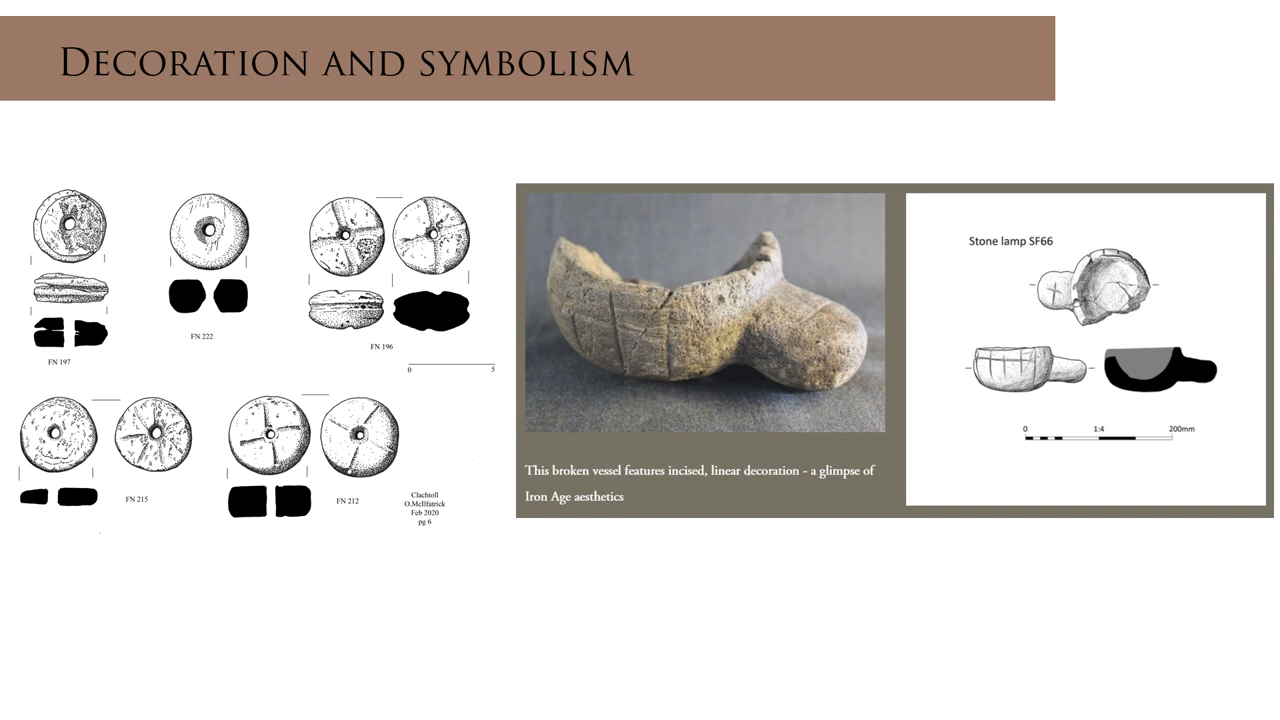 DECORATION AND SYMBOLISM
FN 197
FN 222
FN 196
0 5
FN 215
FN 212
Clachtoll
O.McIlfatrick
Feb 2020
pg 6
This broken vessel features incised, linear decoration - a glimpse of
Iron Age aesthetics
Stone lamp SF66
0 1:4 200mm